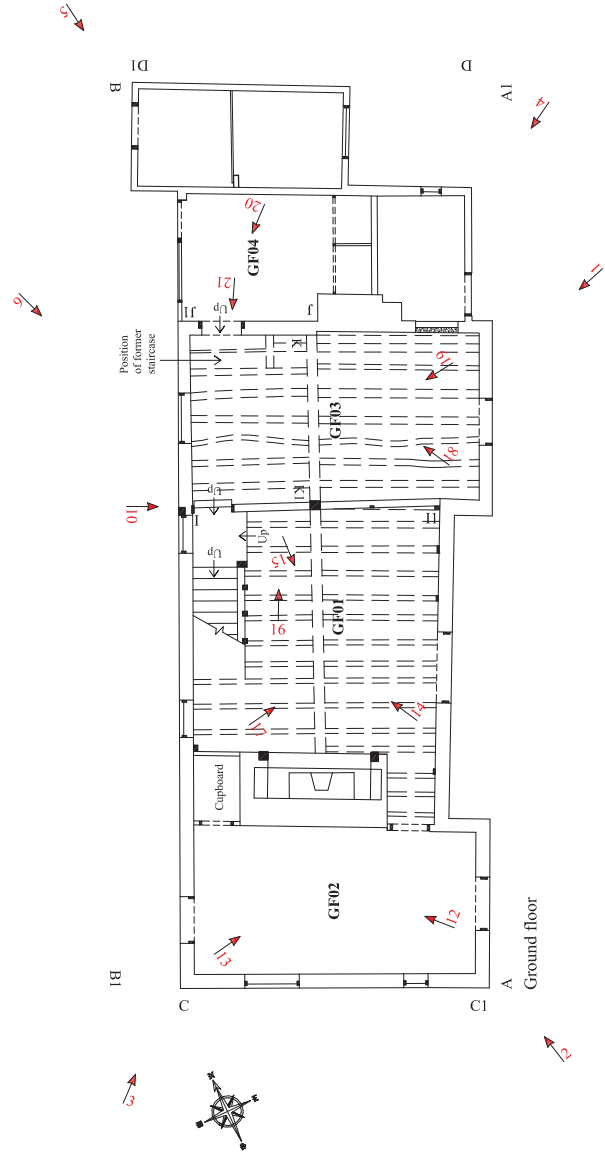 5
D1
D
B
A1
4
20
GF04
1
21
Up
J1
J
6
Position
of former
staircase
K
19
GF03
18
K1
Up
10
I
I1
Up
Up
15
16
GF01
17
14
Cupboard
GF02
12
13
B1
A
Ground floor
C
C1
2
3